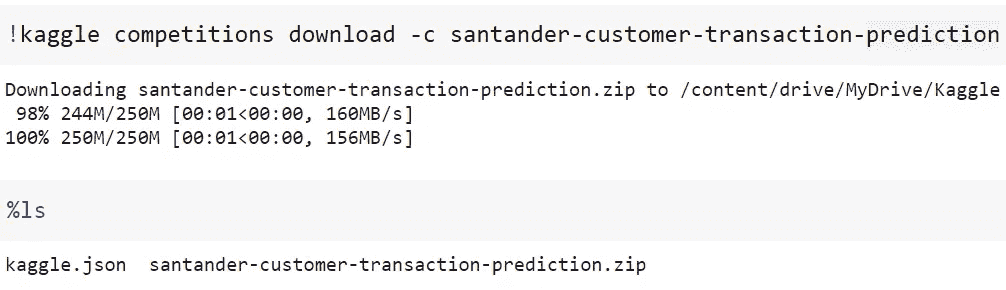 !kaggle competitions download -c santander-customer-transaction-prediction
Downloading santander-customer-transaction-prediction.zip to /content/drive/MyDrive/Kaggle
 98% 244M/250M [00:01<00:00, 160MB/s]
100% 250M/250M [00:01<00:00, 156MB/s]
%ls
kaggle.json  santander-customer-transaction-prediction.zip